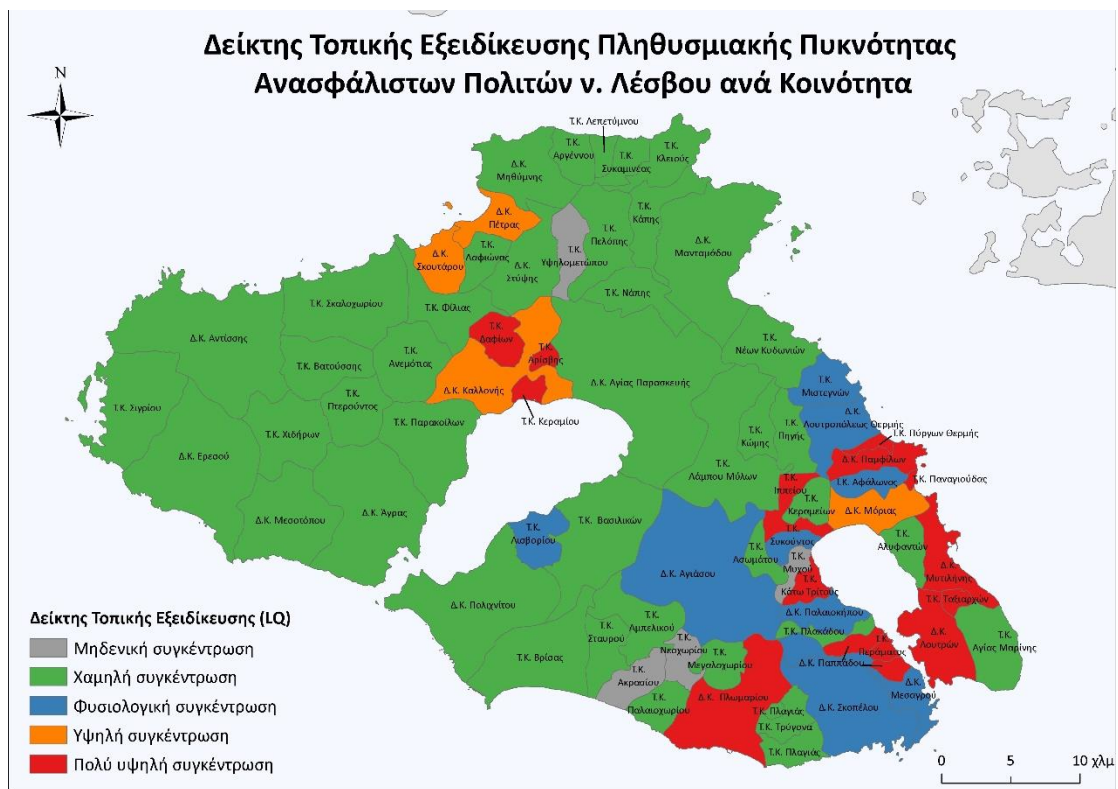 Δείκτης Τοπικής Εξειδίκευσης Πληθυσμιακής Πυκνότητας
Ανασφάλιστων Πολιτών ν. Λέσβου ανά Κοινότητα
N
Τ.Κ. Λεπετύμνου
Τ.Κ.
Αργέννου
Τ.Κ.
Συκαμινέας
Τ.Κ.
Κλειούς
Δ.Κ.
Μηθύμνης
Τ.Κ.
Κάπης
Δ.Κ.
Πέτρας
Τ.Κ.
Πελόπης
Δ.Κ.
Μανταμάδου
Τ.Κ.
Λαφιώνας
Τ.Κ.
Υψηλομετώπου
Δ.Κ.
Σκουτάρου
Δ.Κ.
Στύψης
Τ.Κ. Νάπης
Τ.Κ. Σκαλοχωρίου
Τ.Κ. Φίλιας
Δ.Κ. Αντίσσης
Τ.Κ.
Δαφίων
Τ.Κ.
Αρίσβης
Τ.Κ.
Νέων Κυδωνιών
Τ.Κ.
Ανεμότιας
Τ.Κ. Βατούσσης
Δ.Κ. Καλλονής
Δ.Κ. Αγίας Παρασκευής
Τ.Κ.
Μιστεγνών
Τ.Κ.
Πτερούντος
Τ.Κ. Σιγρίου
Τ.Κ. Παρακοίλων
Τ.Κ. Κεραμίου
Τ.Κ.
Πηγής
Δ.Κ.
Λουτροπόλεως Θερμής
Τ.Κ. Χιδήρων
Τ.Κ.
Κώμης
Τ.Κ. Πύργων Θερμής
Δ.Κ. Ερεσού
Δ.Κ. Παμφίλων
Τ.Κ.
Λάμπου Μύλων
Τ.Κ.
Ιππείου
Τ.Κ. Αφάλωνος
Τ.Κ. Παναγιούδας
Τ.Κ.
Κεραμείων
Δ.Κ. Μόριας
Δ.Κ. Άγρας
Δ.Κ. Μεσοτόπου
Τ.Κ. Βασιλικών
Τ.Κ.
Λισβορίου
Τ.Κ.
Συκούντος
Τ.Κ.
Αλυφαντών
Τ.Κ.
Ασωμάτου
Τ.Κ.
Μυχού
Δ.Κ.
Μυτιλήνης
Δ.Κ. Αγιάσου
Τ.Κ.
Κάτω Τρίτους
Τ.Κ. Ταξιαρχών
Δ.Κ. Πολιχνίτου
Δ.Κ. Παλαιοκήπου
Τ.Κ.
Αμπελικού
Τ.Κ. Πλακάδου
Τ.Κ.
Σταυρού
Τ.Κ.
Περάματος
Δ.Κ.
Λουτρών
Τ.Κ.
Αγίας Μαρίνης
Τ.Κ.
Νεοχωρίου
Τ.Κ. Βρίσας
Τ.Κ.
Μεγαλοχωρίου
Δ.Κ. Παππάδου
Τ.Κ.
Ακρασίου
Δ.Κ.
Μεσαγρού
Δ.Κ. Πλωμαρίου
Τ.Κ.
Παλαιοχωρίου
Τ.Κ. Πλαγιάς
Δ.Κ. Σκοπέλου
Τ.Κ. Τρύγονα
Τ.Κ. Πλαγιάς
Δείκτης Τοπικής Εξειδίκευσης (LQ)
Μηδενική συγκέντρωση
Χαμηλή συγκέντρωση
Φυσιολογική συγκέντρωση
Υψηλή συγκέντρωση
Πολύ υψηλή συγκέντρωση
0 5 10 χλμ